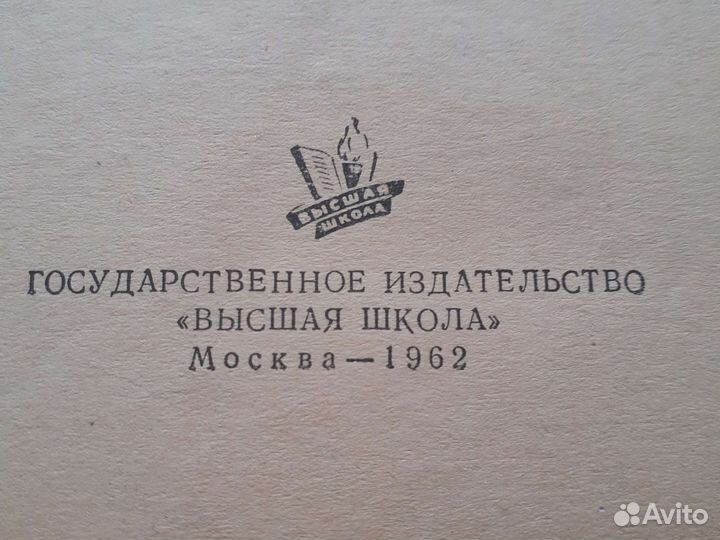 ВЫСШАЯ
ШКОЛА
ГОСУДАРСТВЕННОЕ ИЗДАТЕЛЬСТВО
«ВЫСШАЯ ШКОЛА»
Москва — 1962
Avito